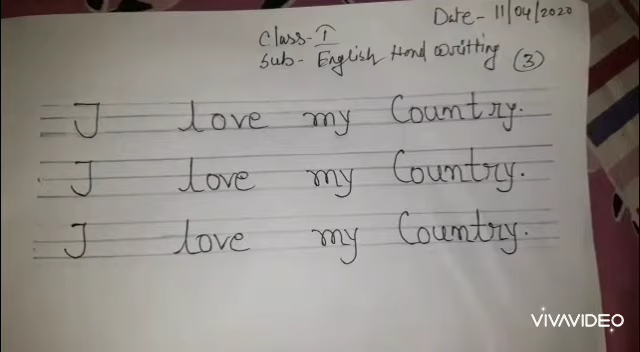 Date- 11/04/2020
Class- I
Sub- English Hand writting (3)
I love my Country.
I love my Country.
I love my Country.
VIVAVIDEO